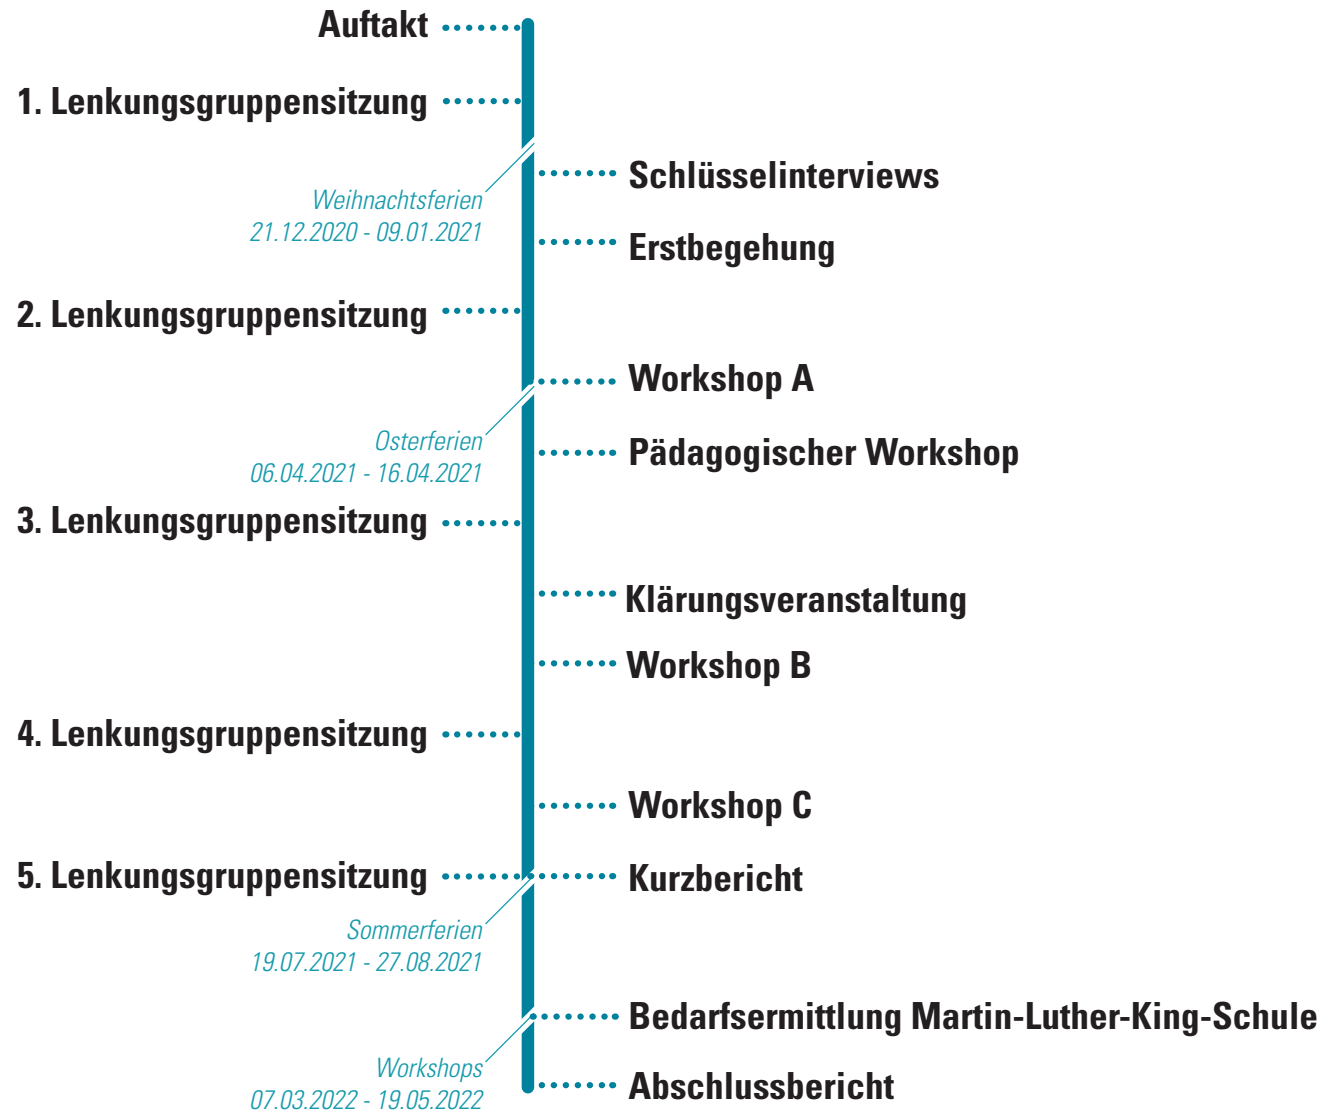 Auftakt
1. Lenkungsgruppensitzung
Schlüsselinterviews
Weihnachtsferien
21.12.2020 - 09.01.2021
Erstbegehung
2. Lenkungsgruppensitzung
Workshop A
Osterferien
06.04.2021 - 16.04.2021
Pädagogischer Workshop
3. Lenkungsgruppensitzung
Klärungsveranstaltung
Workshop B
4. Lenkungsgruppensitzung
Workshop C
5. Lenkungsgruppensitzung
Kurzbericht
Sommerferien
19.07.2021 - 27.08.2021
Bedarfsermittlung Martin-Luther-King-Schule
Workshops
07.03.2022 - 19.05.2022
Abschlussbericht